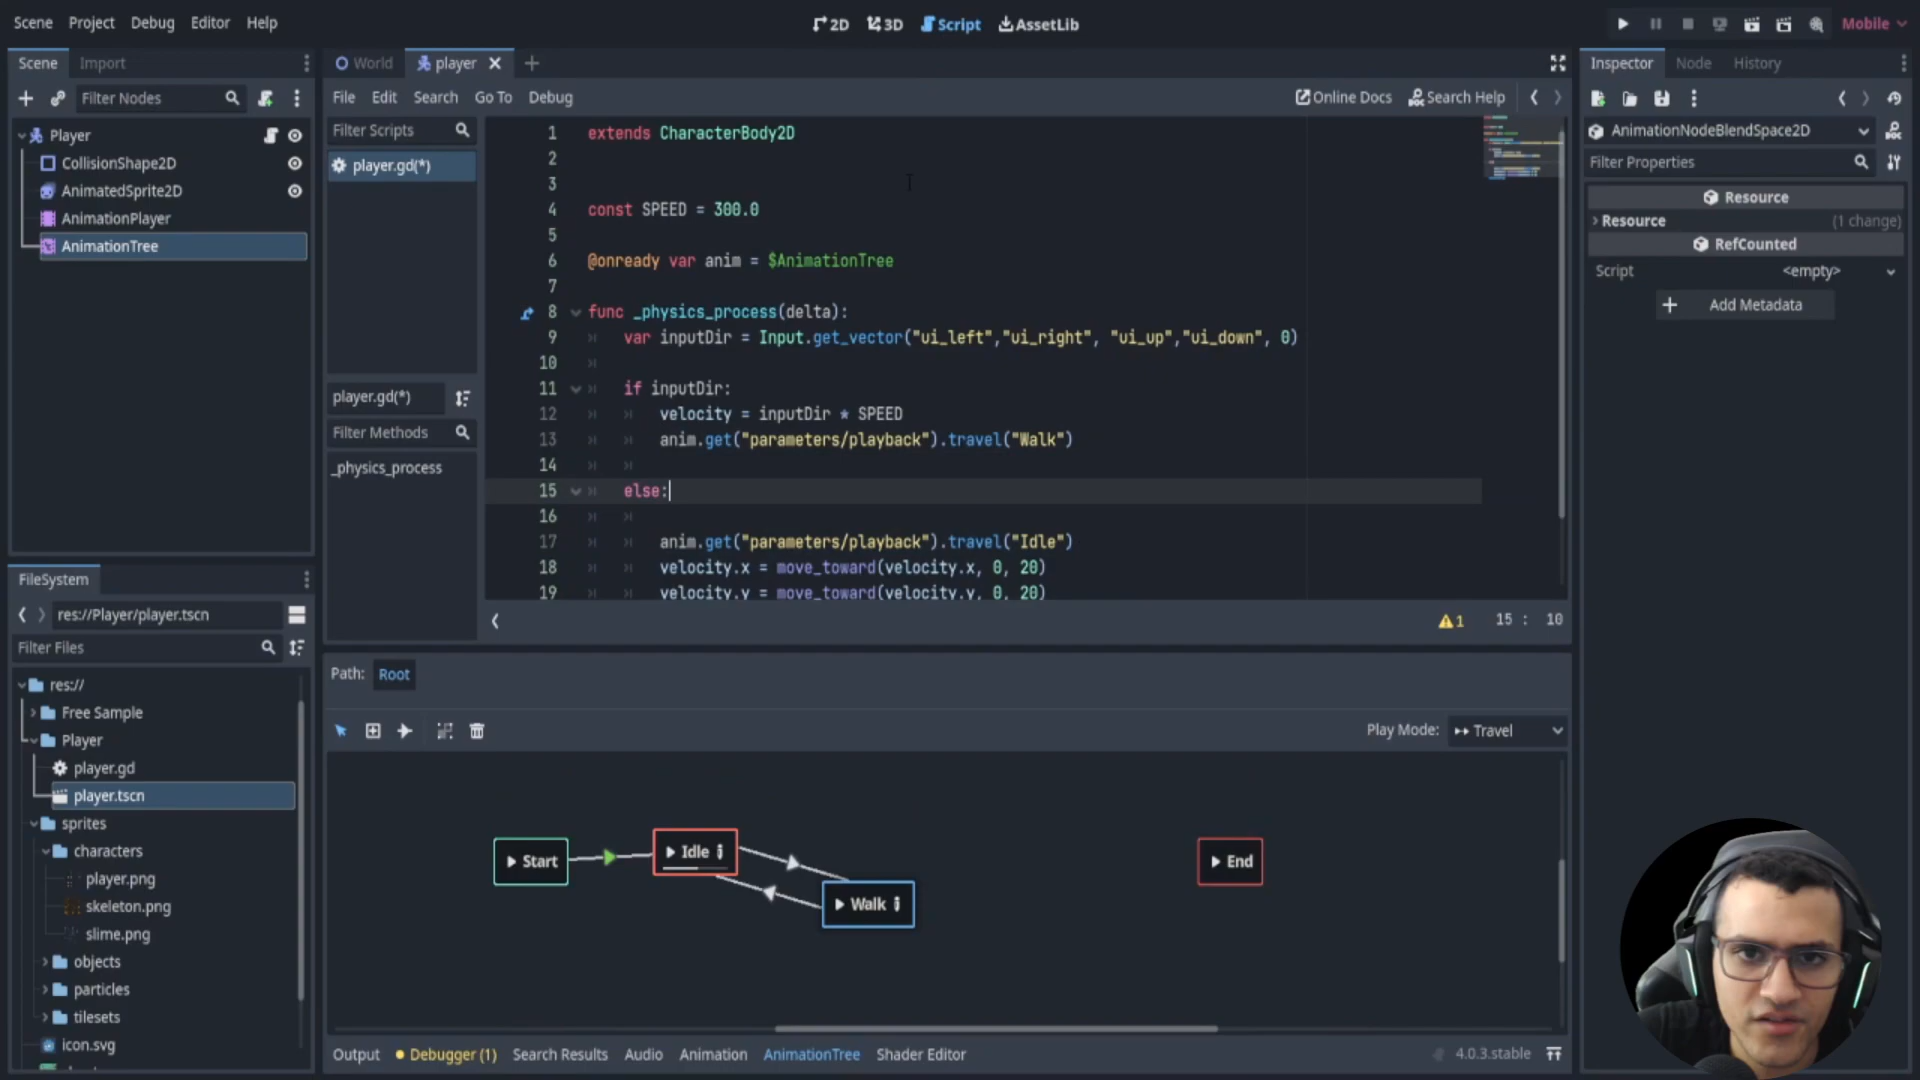 Scene Project Debug Editor Help
2D 3D Script AssetLib
Mobile
Scene Import
Filter Nodes
Player
CollisionShape2D
AnimatedSprite2D
AnimationPlayer
AnimationTree
FileSystem
res://Player/player.tscn
Filter Files
res://
Free Sample
Player
player.gd
player.tscn
sprites
characters
player.png
skeleton.png
slime.png
objects
particles
tilesets
icon.svg
World player
File Edit Search Go To Debug
Online Docs Search Help
Filter Scripts
player.gd(*)
player.gd(*)
Filter Methods
_physics_process
1 extends CharacterBody2D
2
3
4 const SPEED = 300.0
5
6 @onready var anim = $AnimationTree
7
8 func _physics_process(delta):
9 var inputDir = Input.get_vector("ui_left","ui_right", "ui_up","ui_down", 0)
10
11 if inputDir:
12 velocity = inputDir * SPEED
13 anim.get("parameters/playback").travel("Walk")
14
15 else:
16
17 anim.get("parameters/playback").travel("Idle")
18 velocity.x = move_toward(velocity.x, 0, 20)
19 velocity.y = move_toward(velocity.y, 0, 20)
1 15 : 10
Path: Root
Play Mode: Travel
Start
Idle
Walk
End
Output Debugger (1) Search Results Audio Animation AnimationTree Shader Editor
4.0.3.stable
Inspector Node History
AnimationNodeBlendSpace2D
Filter Properties
Resource
Resource (1 change)
RefCounted
Script <empty>
Add Metadata